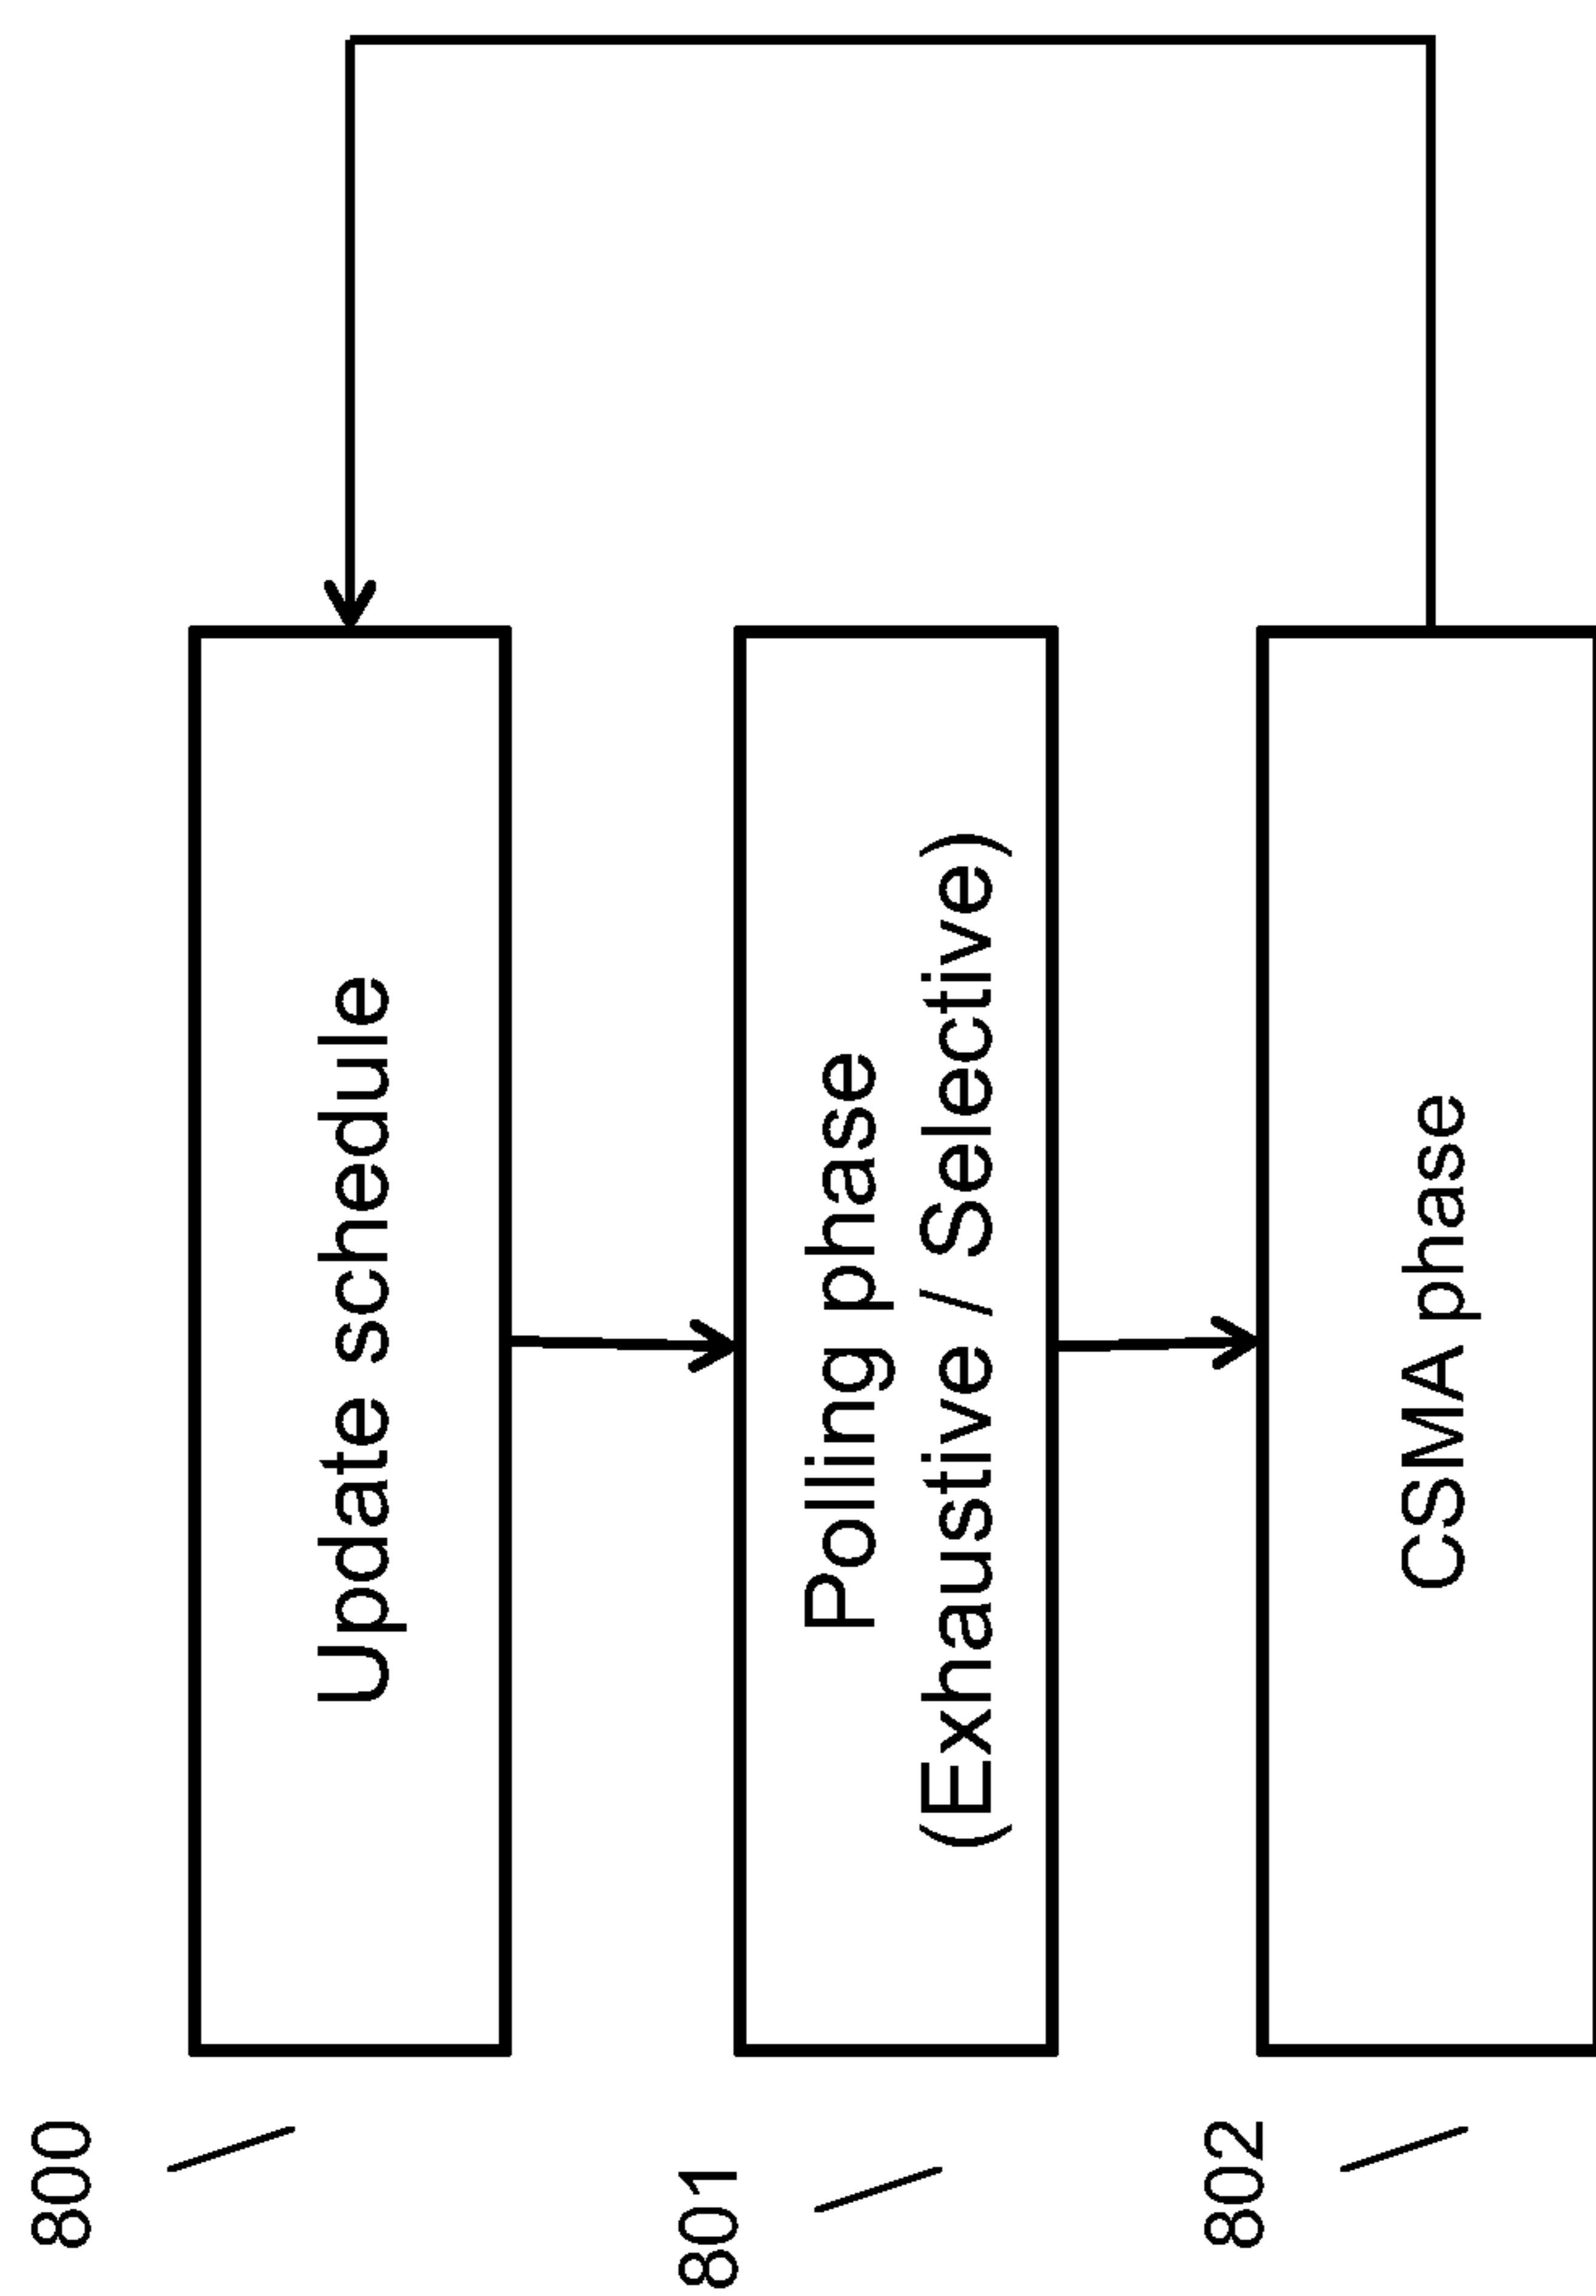 800
Update schedule
801
Polling phase
(Exhaustive / Selective)
802
CSMA phase